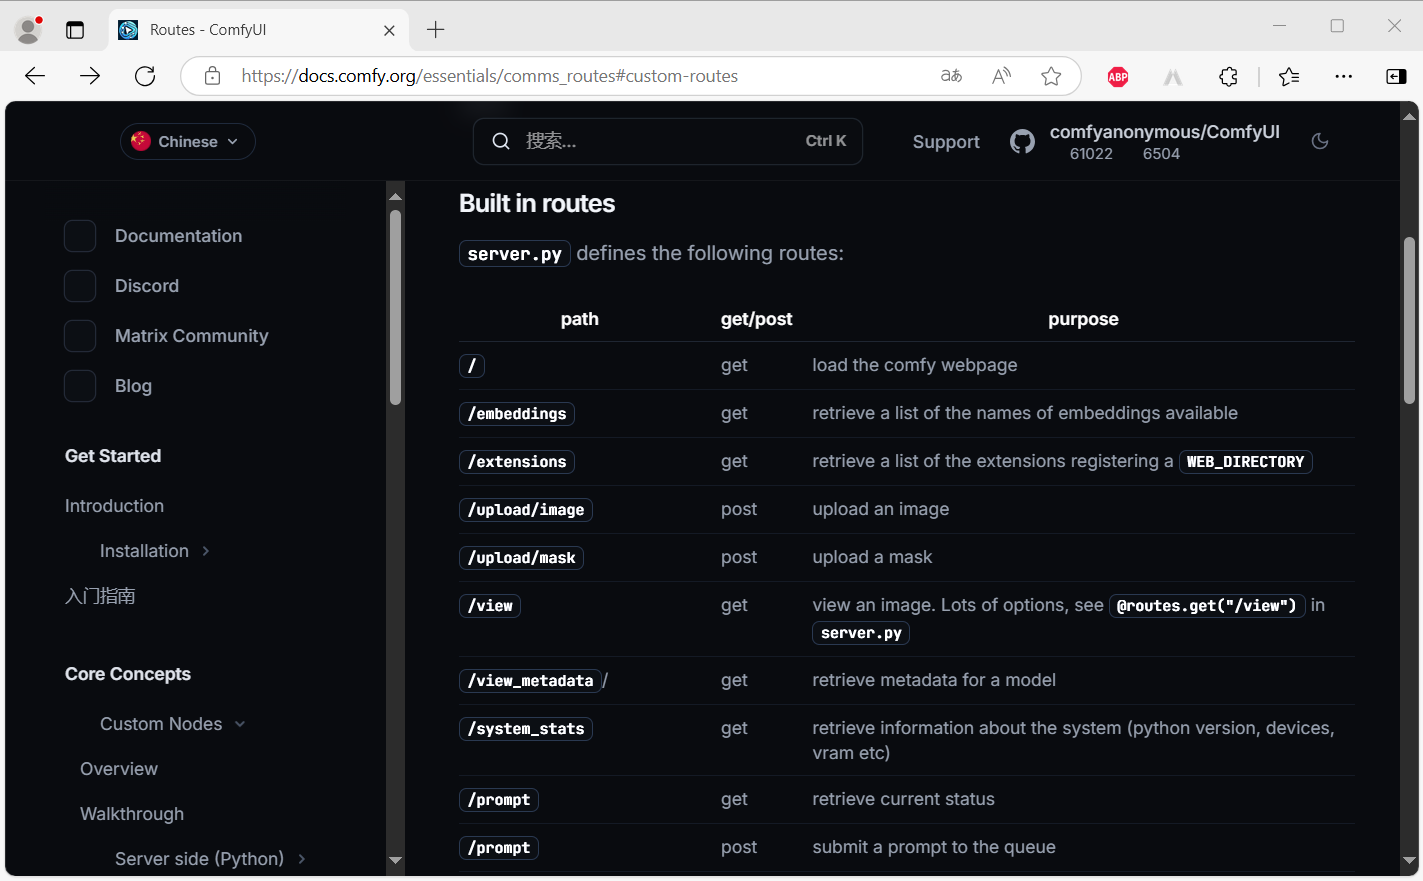 Routes - ComfyUI
https://docs.comfy.org/essentials/comms_routes#custom-routes
aあ
A
ABP
Chinese
搜索...
Ctrl K
Support
comfyanonymous/ComfyUI
61022 6504
Documentation
Discord
Matrix Community
Blog
Get Started
Introduction
Installation
入门指南
Core Concepts
Custom Nodes
Overview
Walkthrough
Server side (Python)
Built in routes
server.py defines the following routes:
path get/post purpose
/ get load the comfy webpage
/embeddings get retrieve a list of the names of embeddings available
/extensions get retrieve a list of the extensions registering a WEB_DIRECTORY
/upload/image post upload an image
/upload/mask post upload a mask
/view get view an image. Lots of options, see @routes.get("/view") in
server.py
/view_metadata/ get retrieve metadata for a model
/system_stats get retrieve information about the system (python version, devices,
vram etc)
/prompt get retrieve current status
/prompt post submit a prompt to the queue